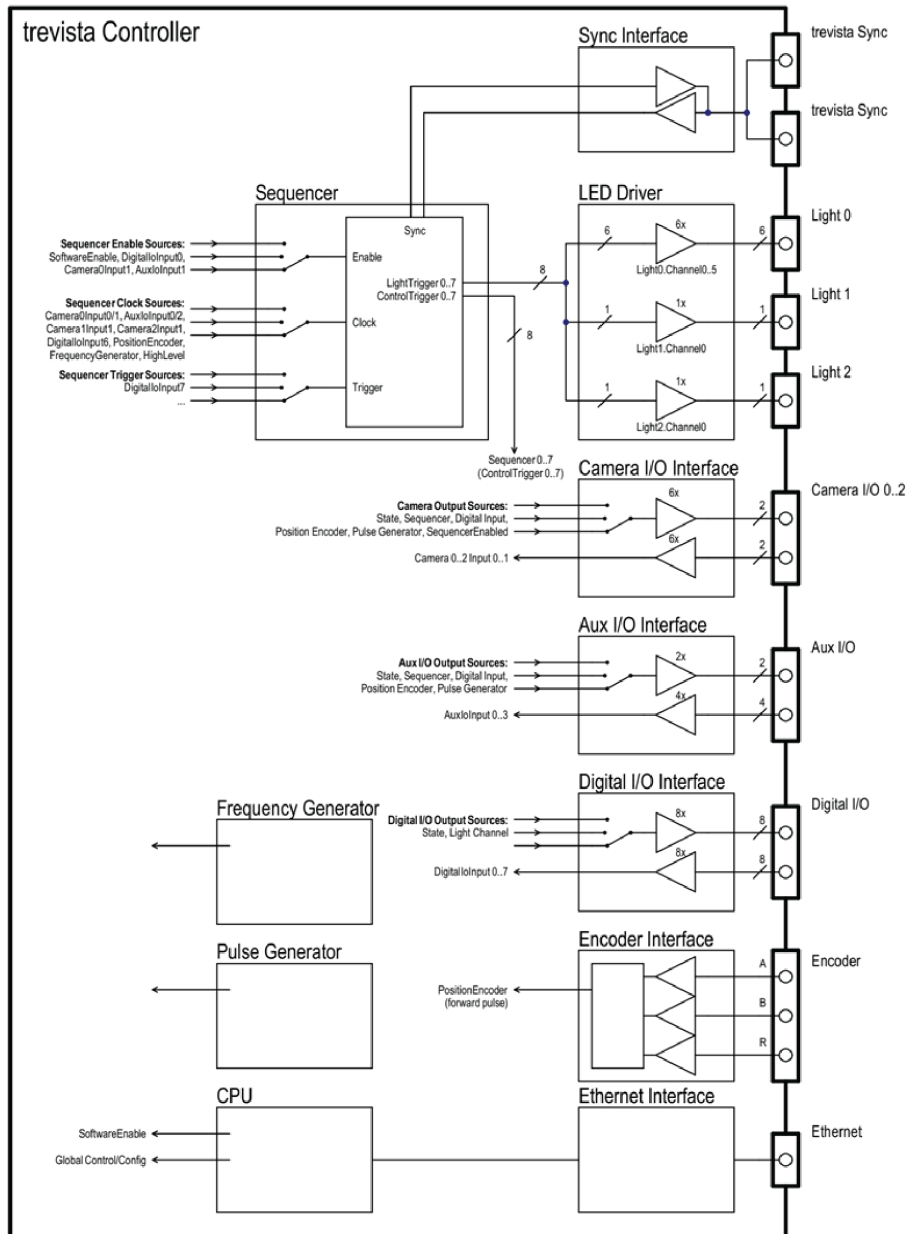 trevista Controller
Sync Interface
trevista Sync
trevista Sync
Sequencer
Sync
Sequencer Enable Sources:
SoftwareEnable, DigitalIoInput0,
Camera0Input1, AuxIoInput1
Enable
LightTrigger 0..7
ControlTrigger 0..7
8
8
Sequencer Clock Sources:
Camera0Input0/1, AuxIoInput0/2,
Camera1Input1, Camera2Input1,
DigitalIoInput6, PositionEncoder,
FrequencyGenerator, HighLevel
Clock
Sequencer Trigger Sources:
DigitalIoInput7
...
Trigger
Sequencer 0..7
(ControlTrigger 0..7)
LED Driver
6
6x
6
Light0.Channel0..5
Light 0
1
1x
1
Light1.Channel0
Light 1
1
1x
1
Light2.Channel0
Light 2
Camera I/O Interface
Camera I/O 0..2
Camera Output Sources:
State, Sequencer, Digital Input,
Position Encoder, Pulse Generator, SequencerEnabled
6x
2
Camera 0..2 Input 0..1
6x
2
Aux I/O Interface
Aux I/O
Aux I/O Output Sources:
State, Sequencer, Digital Input,
Position Encoder, Pulse Generator
2x
2
AuxIoInput 0..3
4x
4
Digital I/O Interface
Digital I/O
Digital I/O Output Sources:
State, Light Channel
8x
8
DigitalIoInput 0..7
8x
8
Frequency Generator
Pulse Generator
Encoder Interface
Encoder
PositionEncoder
(forward pulse)
A
B
R
CPU
SoftwareEnable
Global Control/Config
Ethernet Interface
Ethernet